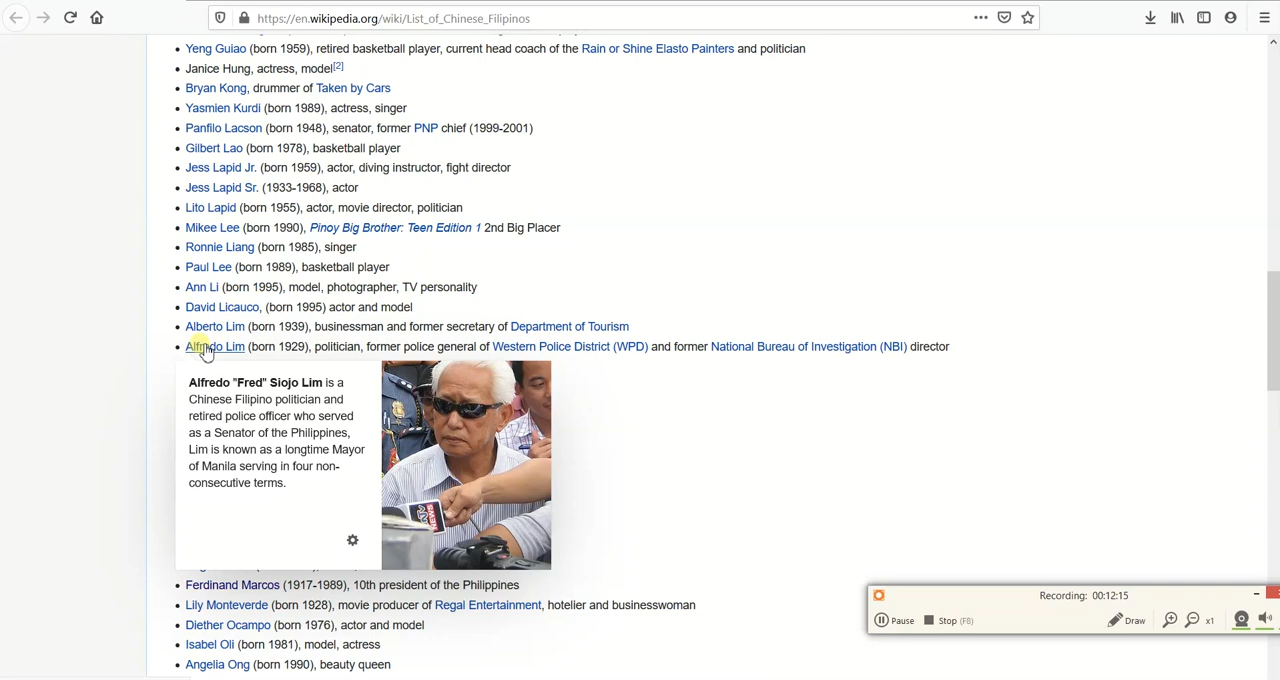 https://en.wikipedia.org/wiki/List_of_Chinese_Filipinos
Yeng Guiao (born 1959), retired basketball player, current head coach of the Rain or Shine Elasto Painters and politician
Janice Hung, actress, model[2]
Bryan Kong, drummer of Taken by Cars
Yasmien Kurdi (born 1989), actress, singer
Panfilo Lacson (born 1948), senator, former PNP chief (1999-2001)
Gilbert Lao (born 1978), basketball player
Jess Lapid Jr. (born 1959), actor, diving instructor, fight director
Jess Lapid Sr. (1933-1968), actor
Lito Lapid (born 1955), actor, movie director, politician
Mikee Lee (born 1990), Pinoy Big Brother: Teen Edition 1 2nd Big Placer
Ronnie Liang (born 1985), singer
Paul Lee (born 1989), basketball player
Ann Li (born 1995), model, photographer, TV personality
David Licauco, (born 1995) actor and model
Alberto Lim (born 1939), businessman and former secretary of Department of Tourism
Alfredo Lim (born 1929), politician, former police general of Western Police District (WPD) and former National Bureau of Investigation (NBI) director
Alfredo "Fred" Siojo Lim is a
Chinese Filipino politician and
retired police officer who served
as a Senator of the Philippines,
Lim is known as a longtime Mayor
of Manila serving in four non-
consecutive terms.
NEWS
Ferdinand Marcos (1917-1989), 10th president of the Philippines
Lily Monteverde (born 1928), movie producer of Regal Entertainment, hotelier and businesswoman
Diether Ocampo (born 1976), actor and model
Isabel Oli (born 1981), model, actress
Angelia Ong (born 1990), beauty queen
Recording: 00:12:15
Pause Stop (F8) Draw x1